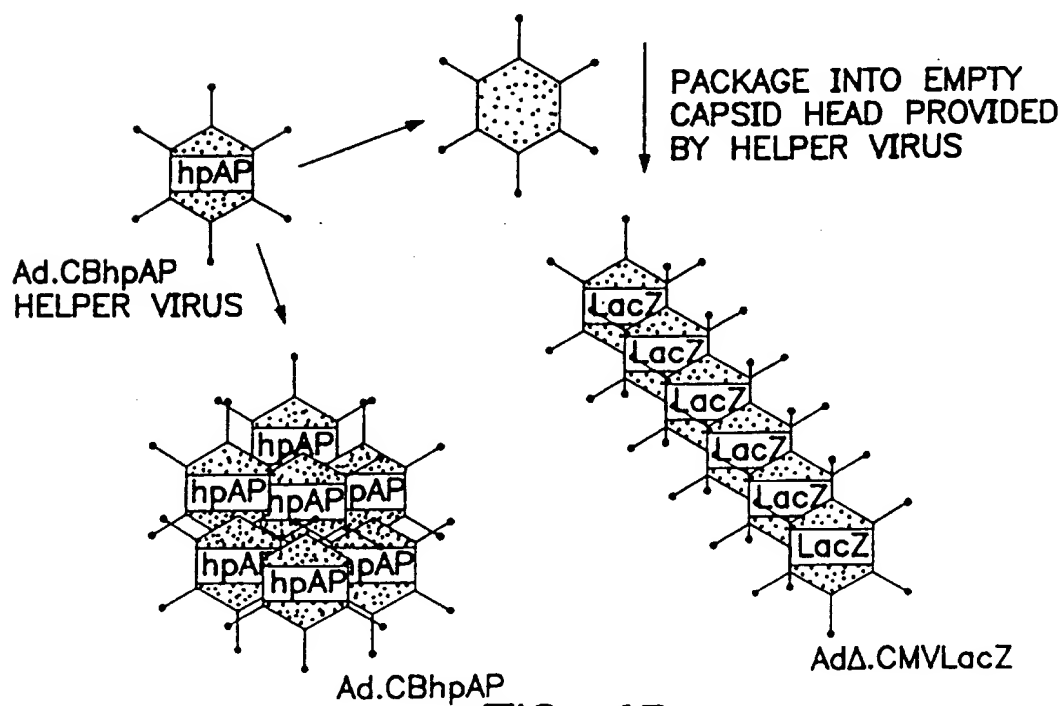 hpAP
PACKAGE INTO EMPTY
CAPSID HEAD PROVIDED
BY HELPER VIRUS
Ad.CBhpAP
HELPER VIRUS
LacZ
LacZ
LacZ
LacZ
LacZ
LacZ
hpAP
hpAP
hpAP
pAP
hpA
hpAP
hpAP
Ad.CBhpAP
AdΔ.CMVLacZ